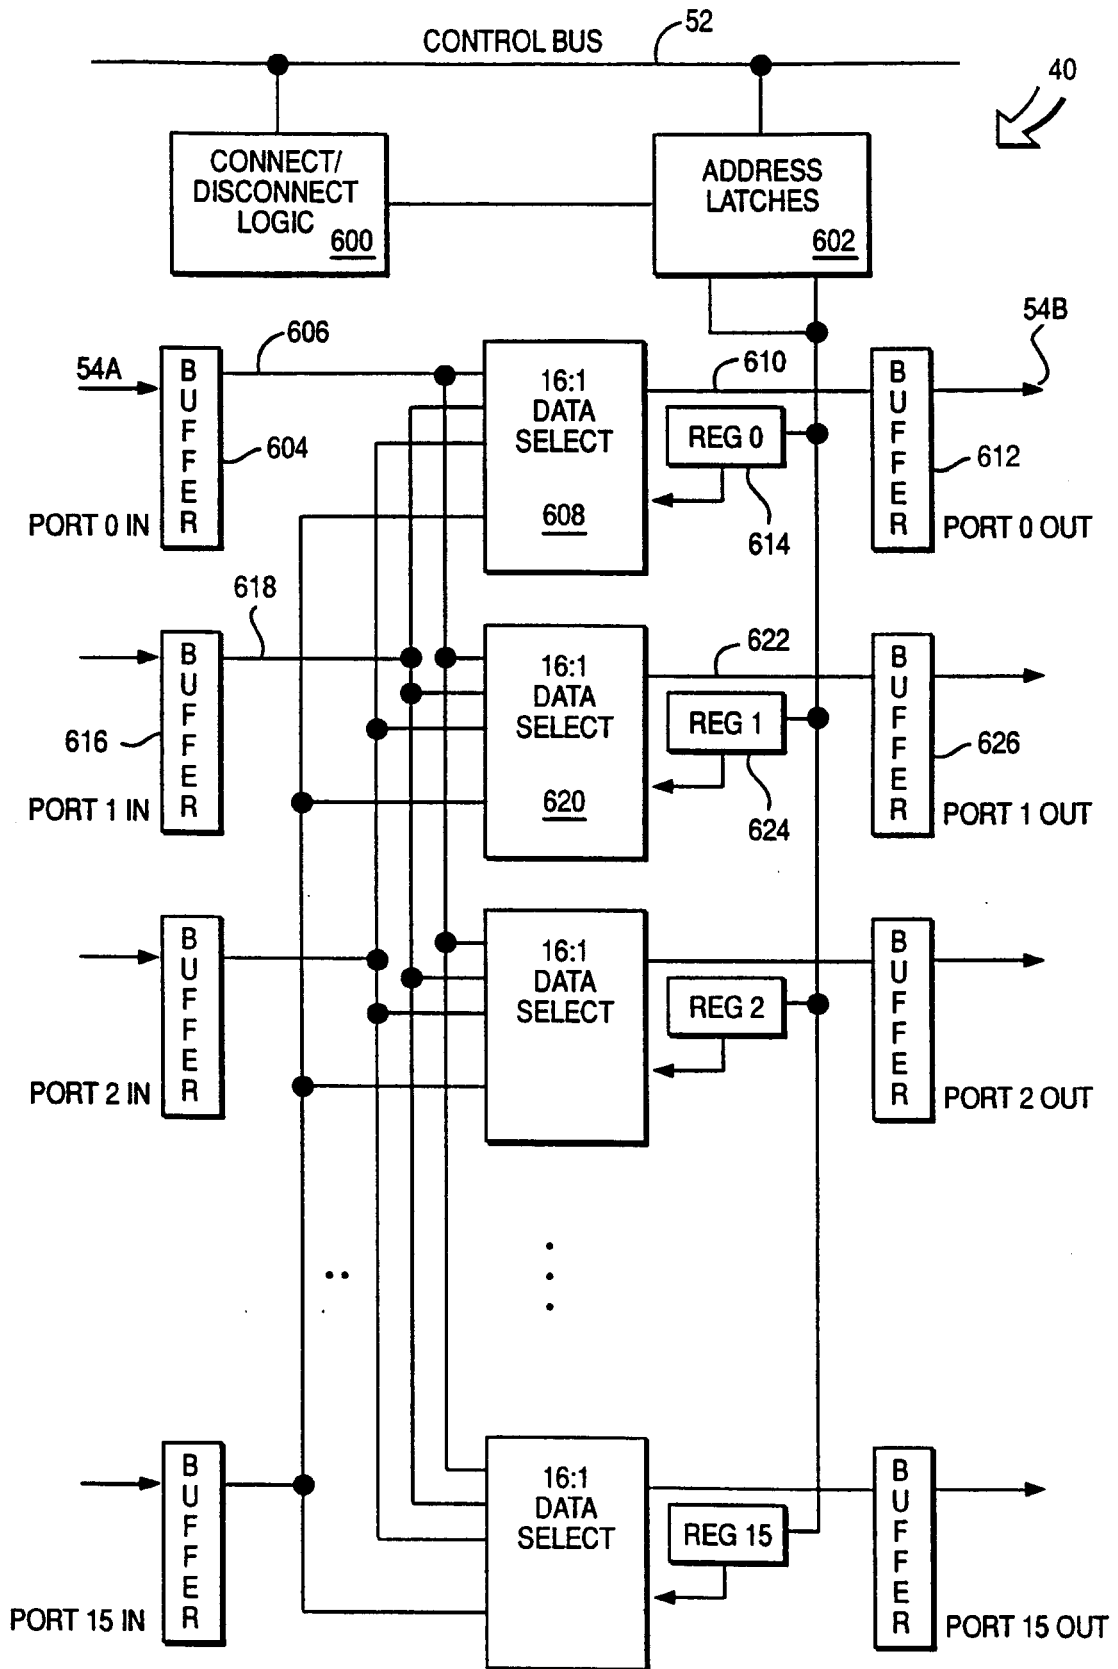 CONTROL BUS
52
40
CONNECT/
DISCONNECT
LOGIC
600
ADDRESS
LATCHES
602
54A
BUFFER
604
PORT 0 IN
606
16:1
DATA
SELECT
608
610
REG 0
614
BUFFER
612
54B
PORT 0 OUT
BUFFER
616
PORT 1 IN
618
16:1
DATA
SELECT
620
622
REG 1
624
BUFFER
626
PORT 1 OUT
BUFFER
PORT 2 IN
16:1
DATA
SELECT
REG 2
BUFFER
PORT 2 OUT
BUFFER
PORT 15 IN
16:1
DATA
SELECT
REG 15
BUFFER
PORT 15 OUT